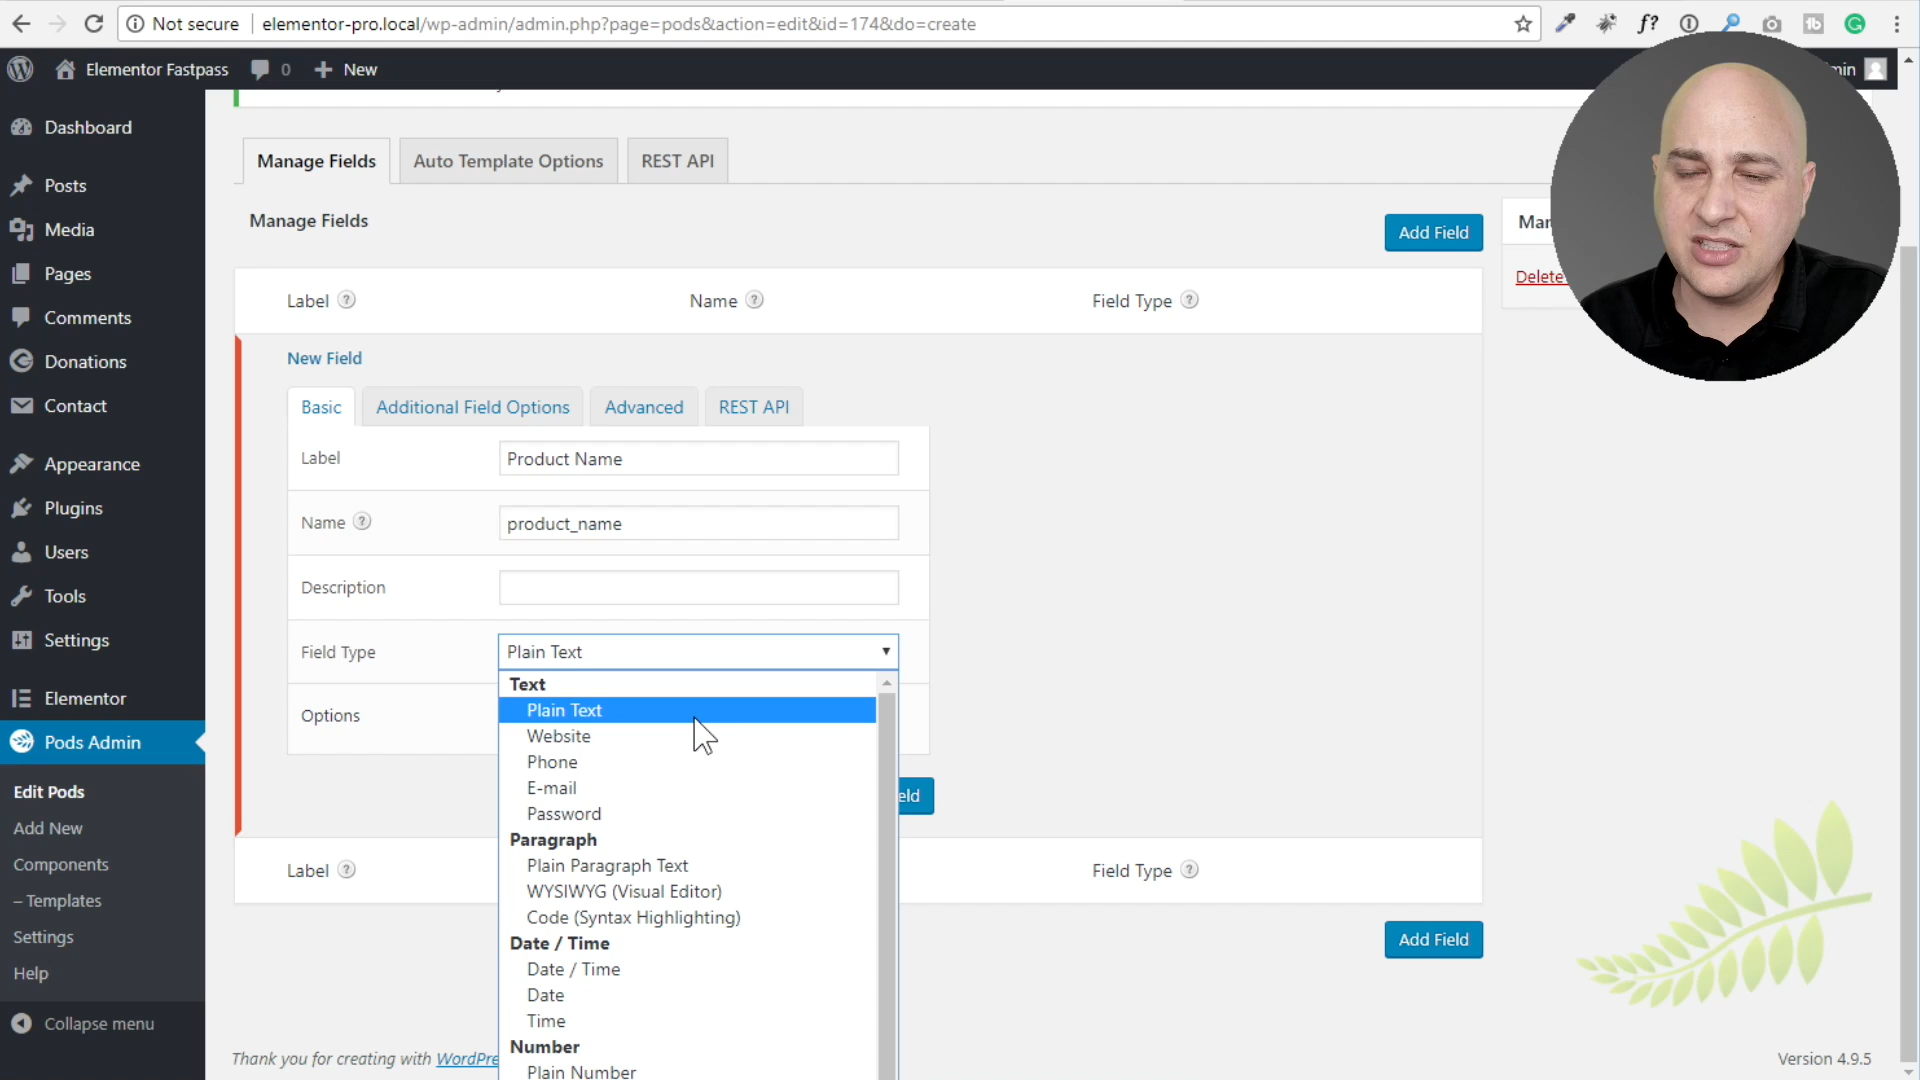 Not secure elementor-pro.local/wp-admin/admin.php?page=pods&action=edit&id=174&do=create
f?
tb
Elementor Fastpass 0 New
Dashboard
Posts
Media
Pages
Comments
Donations
Contact
Appearance
Plugins
Users
Tools
Settings
Elementor
Pods Admin
Edit Pods
Add New
Components
– Templates
Settings
Help
Collapse menu
Manage Fields Auto Template Options REST API
Manage Fields Add Field
Delete
Label ? Name ? Field Type ?
New Field
Basic Additional Field Options Advanced REST API
Label Product Name
Name ? product_name
Description
Field Type Plain Text
Options
Text
Plain Text
Website
Phone
E-mail
Password
Paragraph
Plain Paragraph Text
WYSIWYG (Visual Editor)
Code (Syntax Highlighting)
Date / Time
Date / Time
Date
Time
Number
Plain Number
Label ? Field Type ?
Add Field
Thank you for creating with WordPre
Version 4.9.5